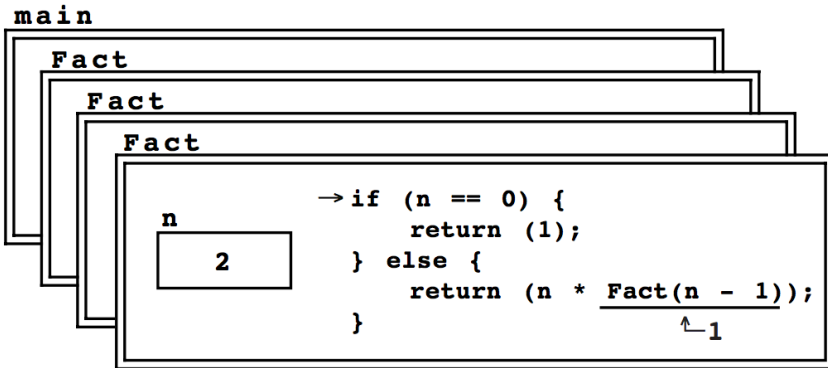 main
Fact
Fact
Fact
→ if (n == 0) {
n
return (1);
2
} else {
return (n * Fact(n - 1));
}
1